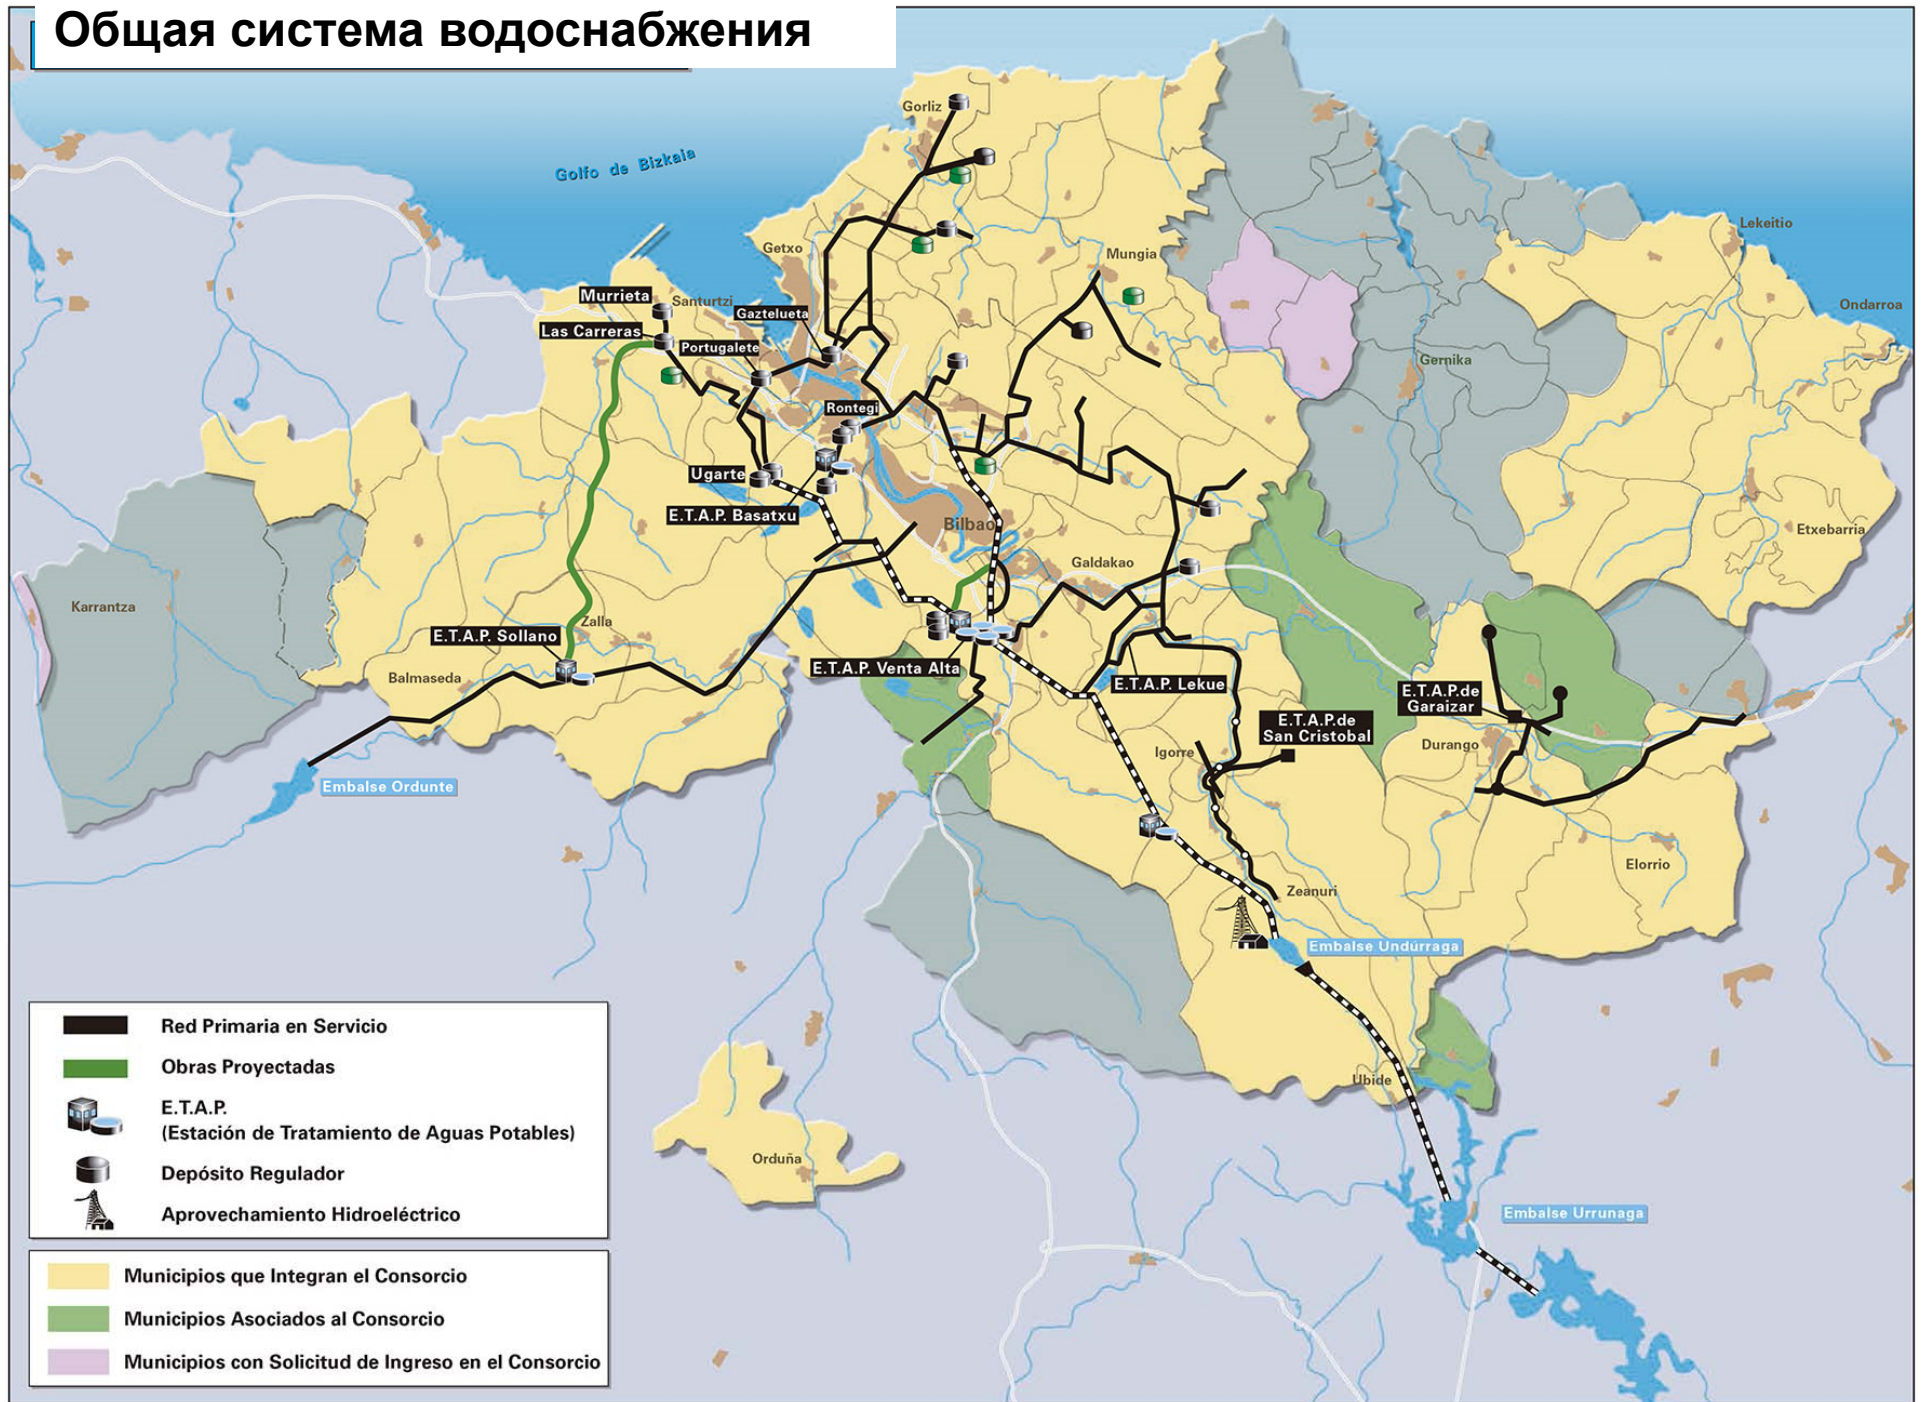 Общая система водоснабжения
Golfo de Bizkaia
Gorliz
Getxo
Mungia
Lekeitio
Ondarroa
Murrieta
Santurtzi
Gaztelueta
Las Carreras
Portugalete
Gernika
Rontegi
Ugarte
E.T.A.P. Basatxu
Bilbao
Etxebarria
Galdakao
Karrantza
Zalla
E.T.A.P. Sollano
Balmaseda
E.T.A.P. Venta Alta
E.T.A.P. Lekue
E.T.A.P.de
Garaizar
E.T.A.P.de
San Cristobal
Durango
Igorre
Embalse Ordunte
Elorrio
Zeanuri
Embalse Undúrraga
Ubide
Orduña
Embalse Urrunaga
Red Primaria en Servicio
Obras Proyectadas
E.T.A.P.
(Estación de Tratamiento de Aguas Potables)
Depósito Regulador
Aprovechamiento Hidroeléctrico
Municipios que Integran el Consorcio
Municipios Asociados al Consorcio
Municipios con Solicitud de Ingreso en el Consorcio